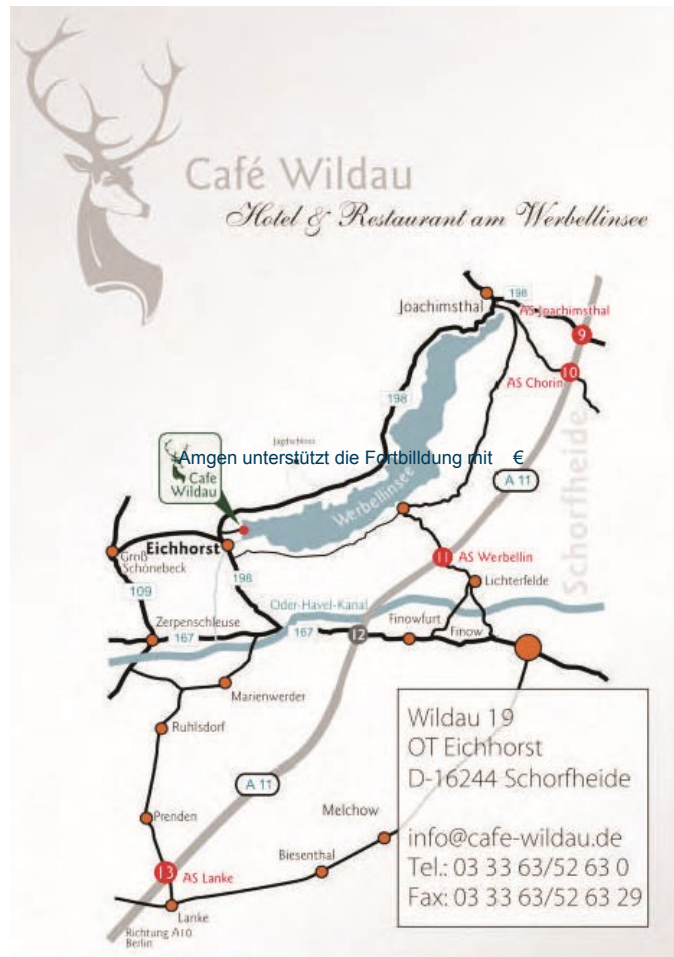 Café Wildau
Hotel & Restaurant am Werbellinsee
198
Joachimsthal
AS Joachimsthal
9
10
AS Chorin
198
Jagdschloss
Amgen unterstützt die Fortbilldung mit €
Cafe
Wildau
A 11
Werbellinsee
Schorfheide
Eichhorst
11
AS Werbellin
Groß
Schönebeck
198
Lichterfelde
109
Oder-Havel-Kanal
Zerpenschleuse
167
167
12
Finowfurt
Finow
Marienwerder
Ruhlsdorf
A 11
Prenden
Melchow
Biesenthal
13
AS Lanke
Lanke
Richtung A10
Berlin
Wildau 19
OT Eichhorst
D-16244 Schorfheide
info@cafe-wildau.de
Tel.: 03 33 63/52 63 0
Fax: 03 33 63/52 63 29